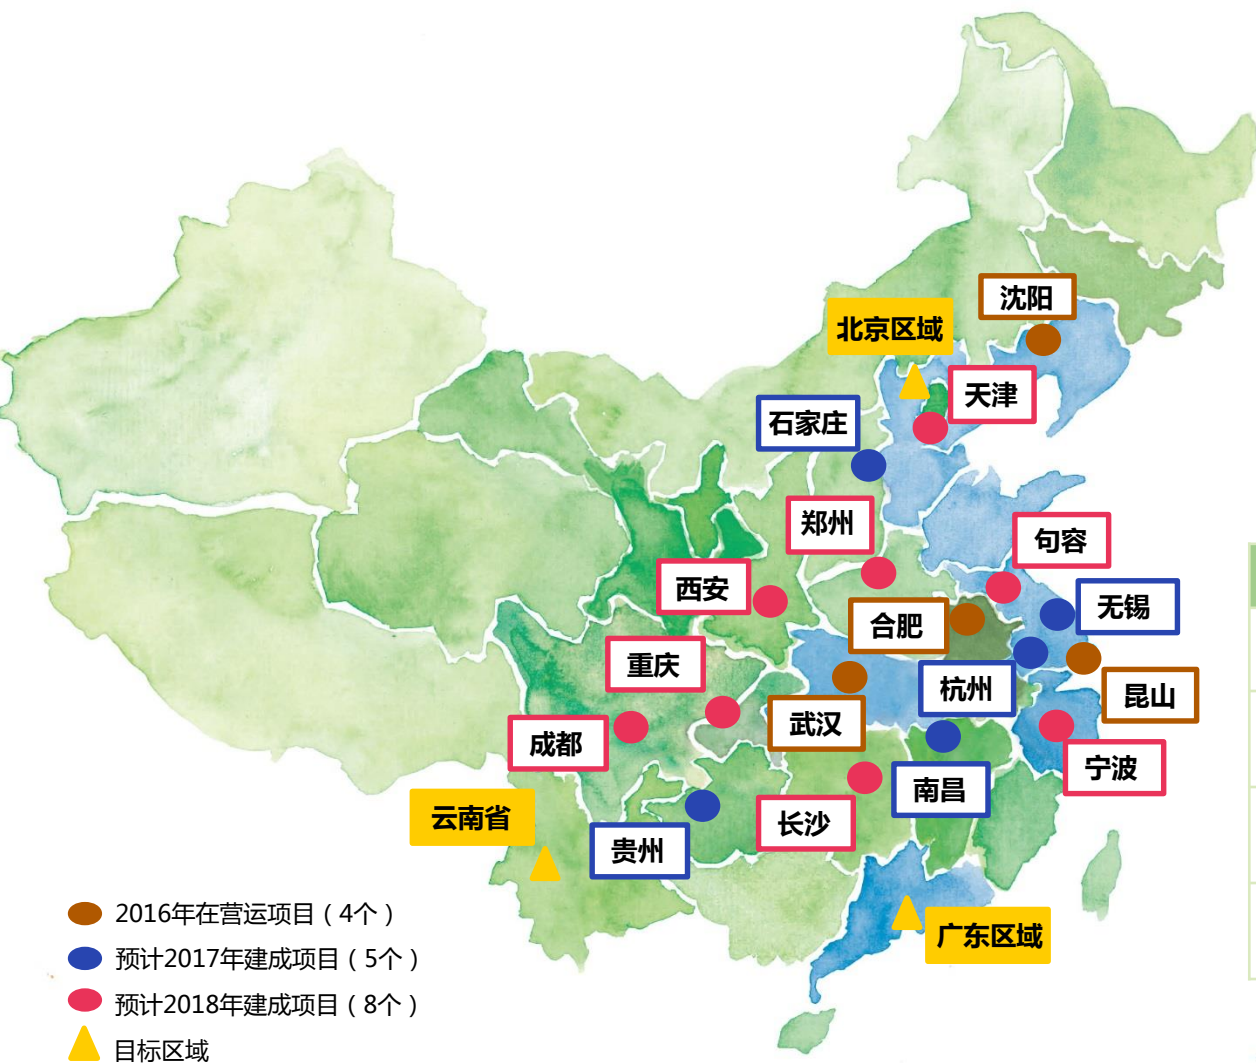 沈阳
北京区域
天津
石家庄
郑州
句容
西安
无锡
合肥
重庆
杭州
昆山
武汉
成都
宁波
南昌
云南省
长沙
贵州
广东区域
2016年在营运项目（4个）
预计2017年建成项目（5个）
预计2018年建成项目（8个）
目标区域